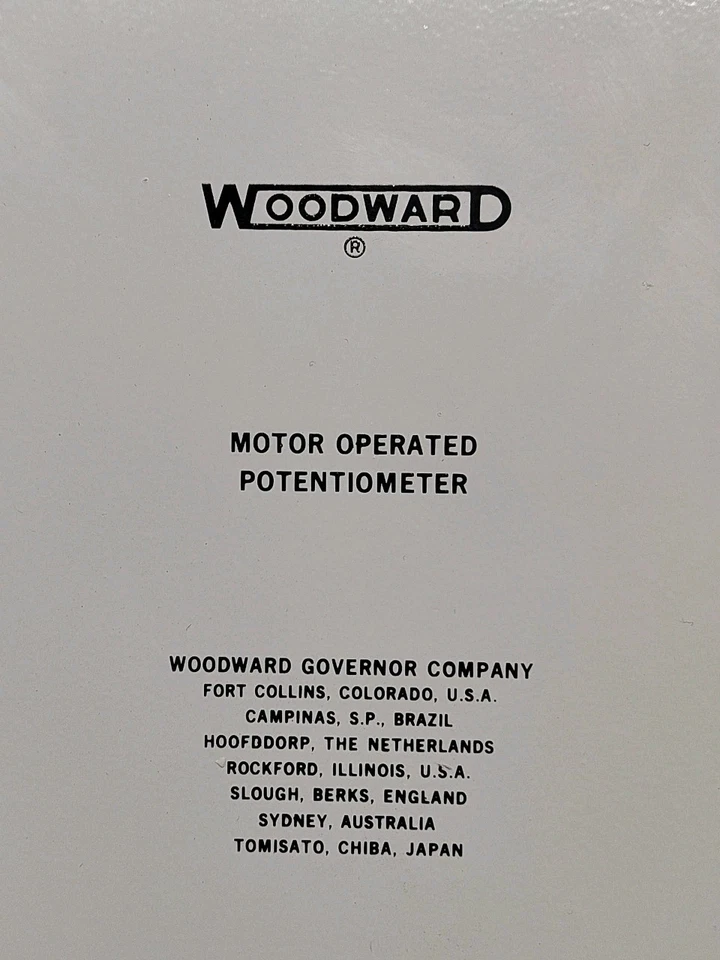 WOODWARD
®
MOTOR OPERATED
POTENTIOMETER
WOODWARD GOVERNOR COMPANY
FORT COLLINS, COLORADO, U.S.A.
CAMPINAS, S.P., BRAZIL
HOOFDDORP, THE NETHERLANDS
ROCKFORD, ILLINOIS, U.S.A.
SLOUGH, BERKS, ENGLAND
SYDNEY, AUSTRALIA
TOMISATO, CHIBA, JAPAN